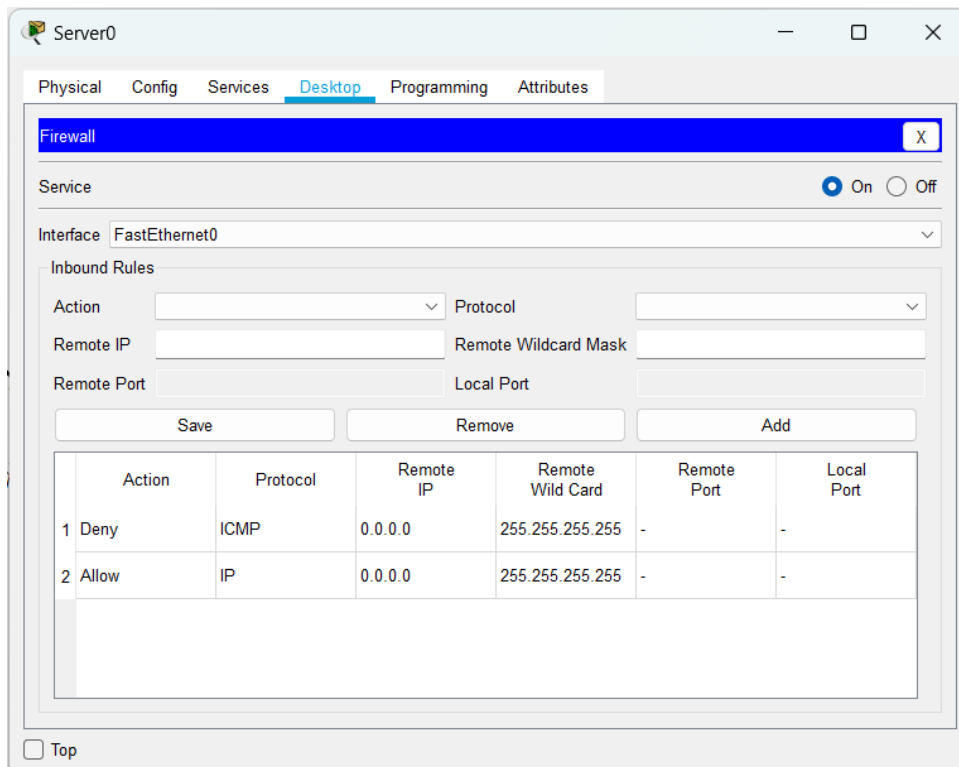 Server0
Physical Config Services Desktop Programming Attributes
Firewall X
Service On Off
Interface FastEthernet0
Inbound Rules
Action Protocol
Remote IP Remote Wildcard Mask
Remote Port Local Port
Save Remove Add
Action Protocol Remote IP Remote Wild Card Remote Port Local Port
1 Deny ICMP 0.0.0.0 255.255.255.255 - -
2 Allow IP 0.0.0.0 255.255.255.255 - -
Top